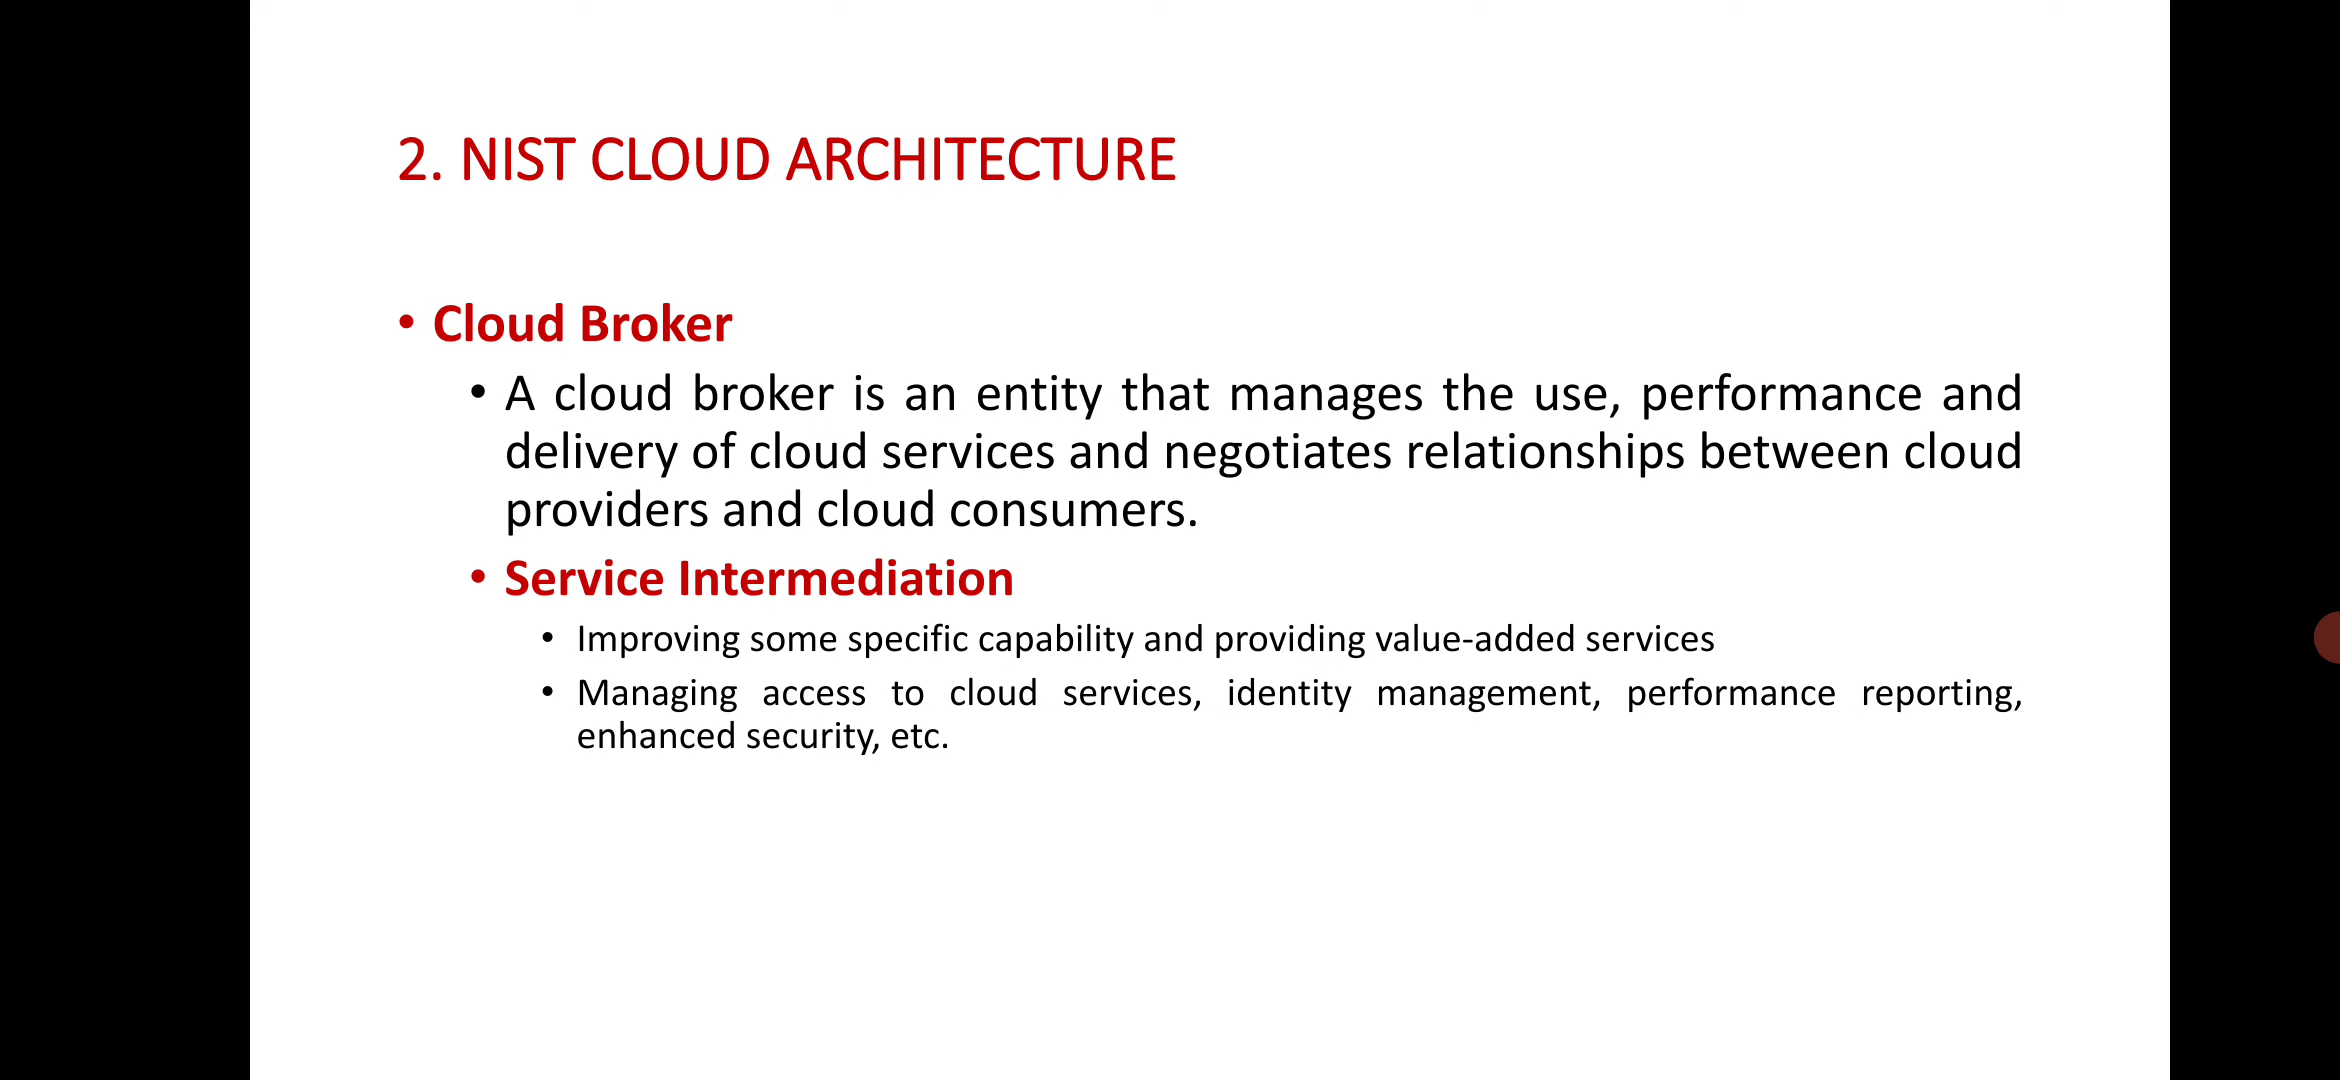 2. NIST CLOUD ARCHITECTURE
• Cloud Broker
• A cloud broker is an entity that manages the use, performance and
delivery of cloud services and negotiates relationships between cloud
providers and cloud consumers.
• Service Intermediation
• Improving some specific capability and providing value-added services
• Managing access to cloud services, identity management, performance reporting,
enhanced security, etc.